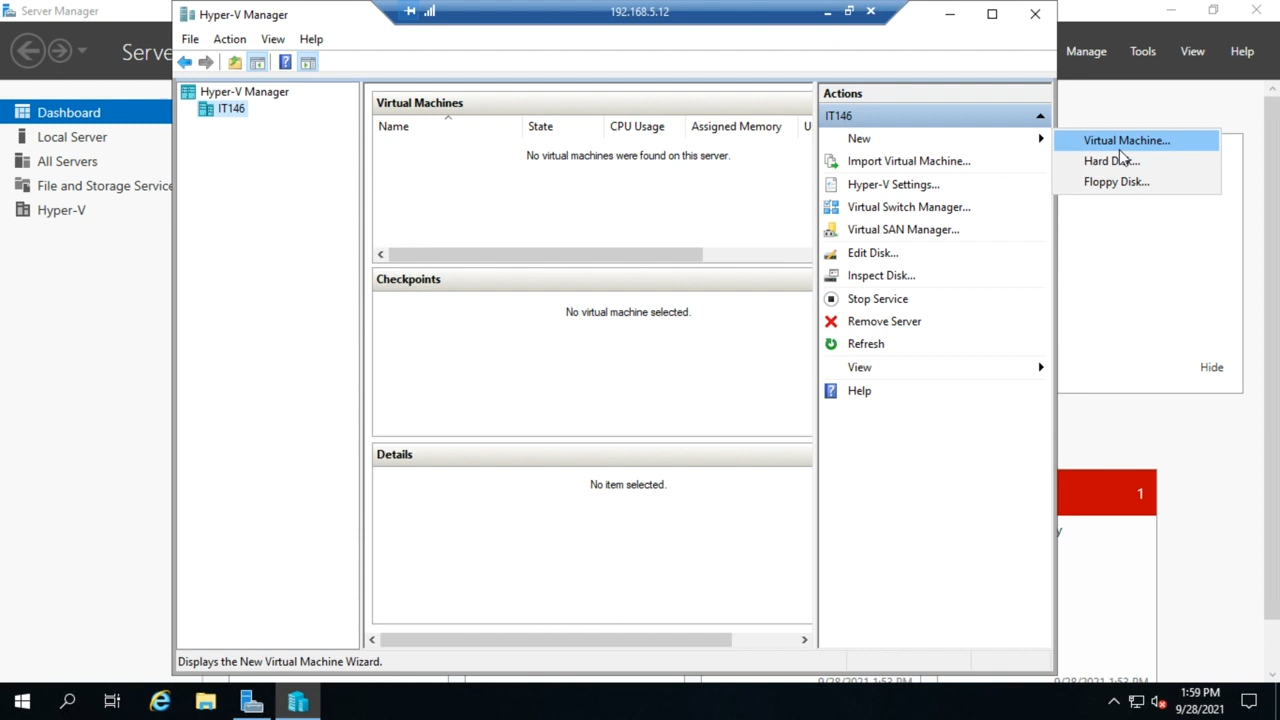 Server Manager
Hyper-V Manager
192.168.5.12
File
Action
View
Help
Manage
Tools
View
Help
Dashboard
Local Server
All Servers
File and Storage Service
Hyper-V
Hyper-V Manager
IT146
Virtual Machines
Name
State
CPU Usage
Assigned Memory
U
No virtual machines were found on this server.
Checkpoints
No virtual machine selected.
Details
No item selected.
Actions
IT146
New
Import Virtual Machine...
Hyper-V Settings...
Virtual Switch Manager...
Virtual SAN Manager...
Edit Disk...
Inspect Disk...
Stop Service
Remove Server
Refresh
View
Help
Virtual Machine...
Floppy Disk...
Hide
1
Displays the New Virtual Machine Wizard.
1:59 PM
9/28/2021